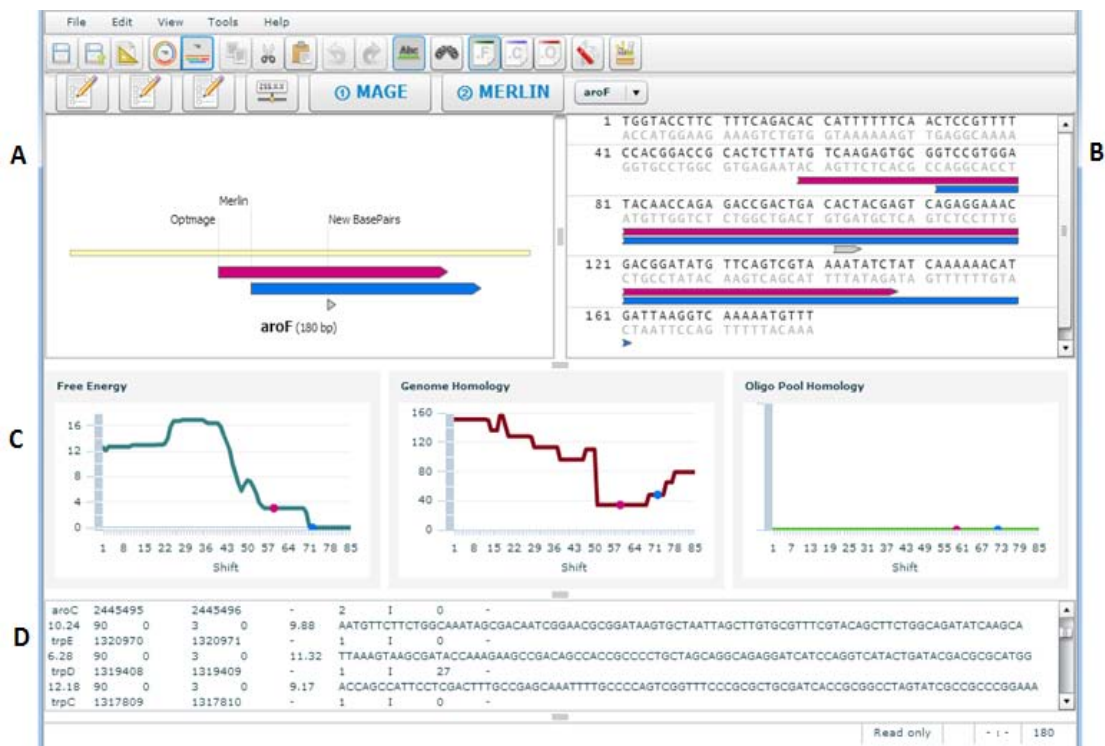 File Edit View Tools Help
Abc .F .C .O
① MAGE ② MERLIN aroF
A
B
Merlin
Optmage New BasePairs
aroF (180 bp)
1 TGGTACCTTC TTTCAGACAC CATTTTTTCA ACTCCGTTTT
ACCATGGAAG AAAGTCTGTG GTAAAAAAGT TGAGGCAAAA
41 CCACGGACCG CACTCTTATG TCAAGAGTGC GGTCCGTGGA
GGTGCCTGGC GTGAGAATAC AGTTCTCACG CCAGGCACCT
81 TACAACCAGA GACCGACTGA CACTACGAGT CAGAGGAAAC
ATGTTGGTCT CTGGCTGACT GTGATGCTCA GTCTCCTTTG
121 GACGGATATG TTCAGTCGTA AAATATCTAT CAAAAAACAT
CTGCCTATAC AAGTCAGCAT TTTATAGATA GTTTTTTGTA
161 GATTAAGGTC AAAAATGTTT
CTAATTCCAG TTTTTACAAA
C
Free Energy
16
12
8
4
0
1 8 15 22 29 36 43 50 57 64 71 78 85
Shift
Genome Homology
160
120
80
40
0
1 8 15 22 29 36 43 50 57 64 71 78 85
Shift
Oligo Pool Homology
1 7 13 19 25 31 37 43 49 55 61 67 73 79 85
Shift
D
aroC 2445495 2445496 - 2 I 0 -
10.24 90 0 3 0 9.88 AATGTTCTTCTGGCAAATAGCGACAATCGGAACGCGGATAAGTGCTAATTAGCTTGTGCGTTTCGTACAGCTTCTGGCAGATATCAAGCA
trpE 1320970 1320971 - 1 I 0 -
6.28 90 0 3 0 11.32 TTAAAGTAAGCGATACCAAAGAAGCCGACAGCCACCGCCCCTGCTAGCAGGCAGAGGATCATCCAGGTCATACTGATACGACGCGCATGG
trpD 1319408 1319409 - 1 I 27 -
12.18 90 0 3 0 9.17 ACCAGCCATTCCTCGACTTTGCCGAGCAAATTTTGCCCCAGTCGGTTTCCCGCGCTGCGATCACCGCGGCCTAGTATCGCCGCCCGGAAA
trpC 1317809 1317810 - 1 I 0 -
Read only - : - 180